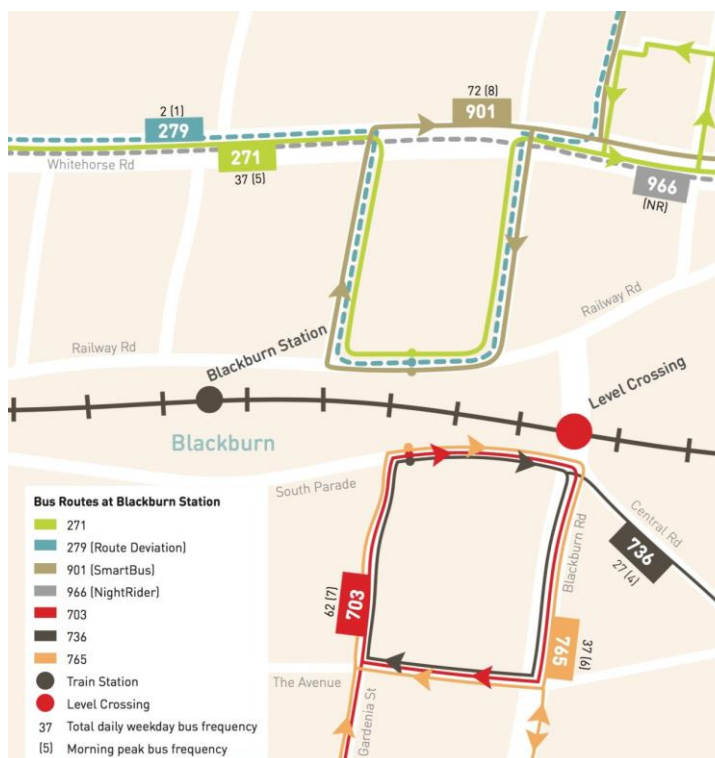 72 (8)
901
2 (1)
279
271
37 (5)
Whitehorse Rd
966
(NR)
Railway Rd
Railway Rd
Blackburn Station
Level Crossing
Blackburn
South Parade
Central Rd
736
27 (4)
Blackburn Rd
62 (7)
703
765
37 (6)
The Avenue
Gardenia St
Bus Routes at Blackburn Station
271
279 (Route Deviation)
901 (SmartBus)
966 (NightRider)
703
736
765
Train Station
Level Crossing
37 Total daily weekday bus frequency
(5) Morning peak bus frequency